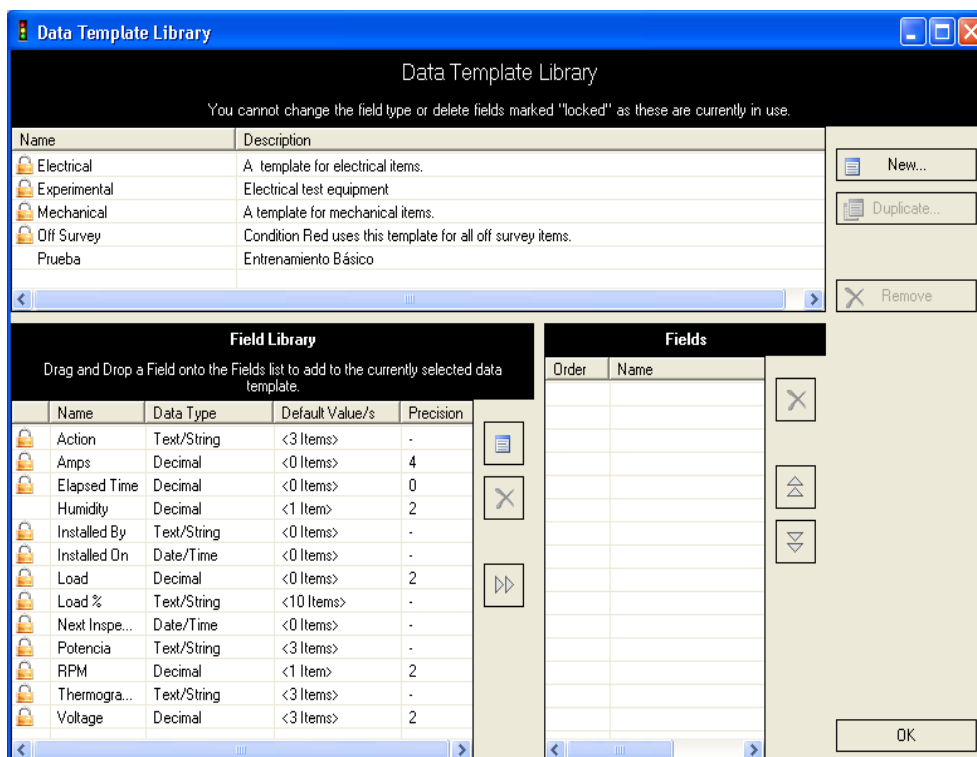 Data Template Library
Data Template Library
You cannot change the field type or delete fields marked "locked" as these are currently in use.
Name Description
Electrical A template for electrical items.
Experimental Electrical test equipment
Mechanical A template for mechanical items.
Off Survey Condition Red uses this template for all off survey items.
Prueba Entrenamiento Básico
New...
Duplicate...
Remove
Field Library
Drag and Drop a Field onto the Fields list to add to the currently selected data
template.
Name Data Type Default Value/s Precision
Action Text/String <3 Items> -
Amps Decimal <0 Items> 4
Elapsed Time Decimal <0 Items> 0
Humidity Decimal <1 Item> 2
Installed By Text/String <0 Items> -
Installed On Date/Time <0 Items> -
Load Decimal <0 Items> 2
Load % Text/String <10 Items> -
Next Inspe... Date/Time <0 Items> -
Potencia Text/String <3 Items> -
RPM Decimal <1 Item> 2
Thermogra... Text/String <3 Items> -
Voltage Decimal <3 Items> 2
Fields
Order Name
OK